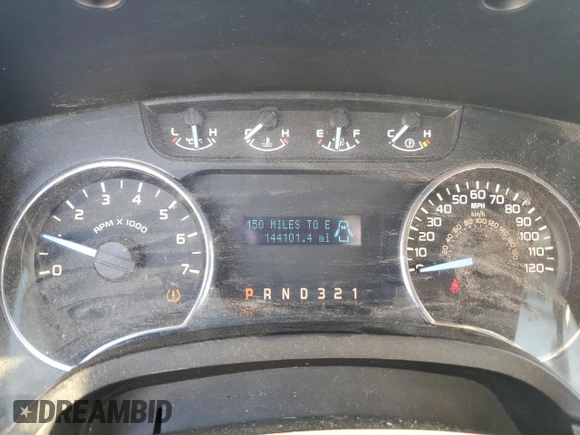 L H C H E F C H
1 2 3 4 5 6 7 0
RPM X 1000
150 MILES TO E
144101.4 mi
P R N D 3 2 1
0 10 20 30 40 50 60 70 80 90 100 110 120
MPH
km/h
DREAMBID